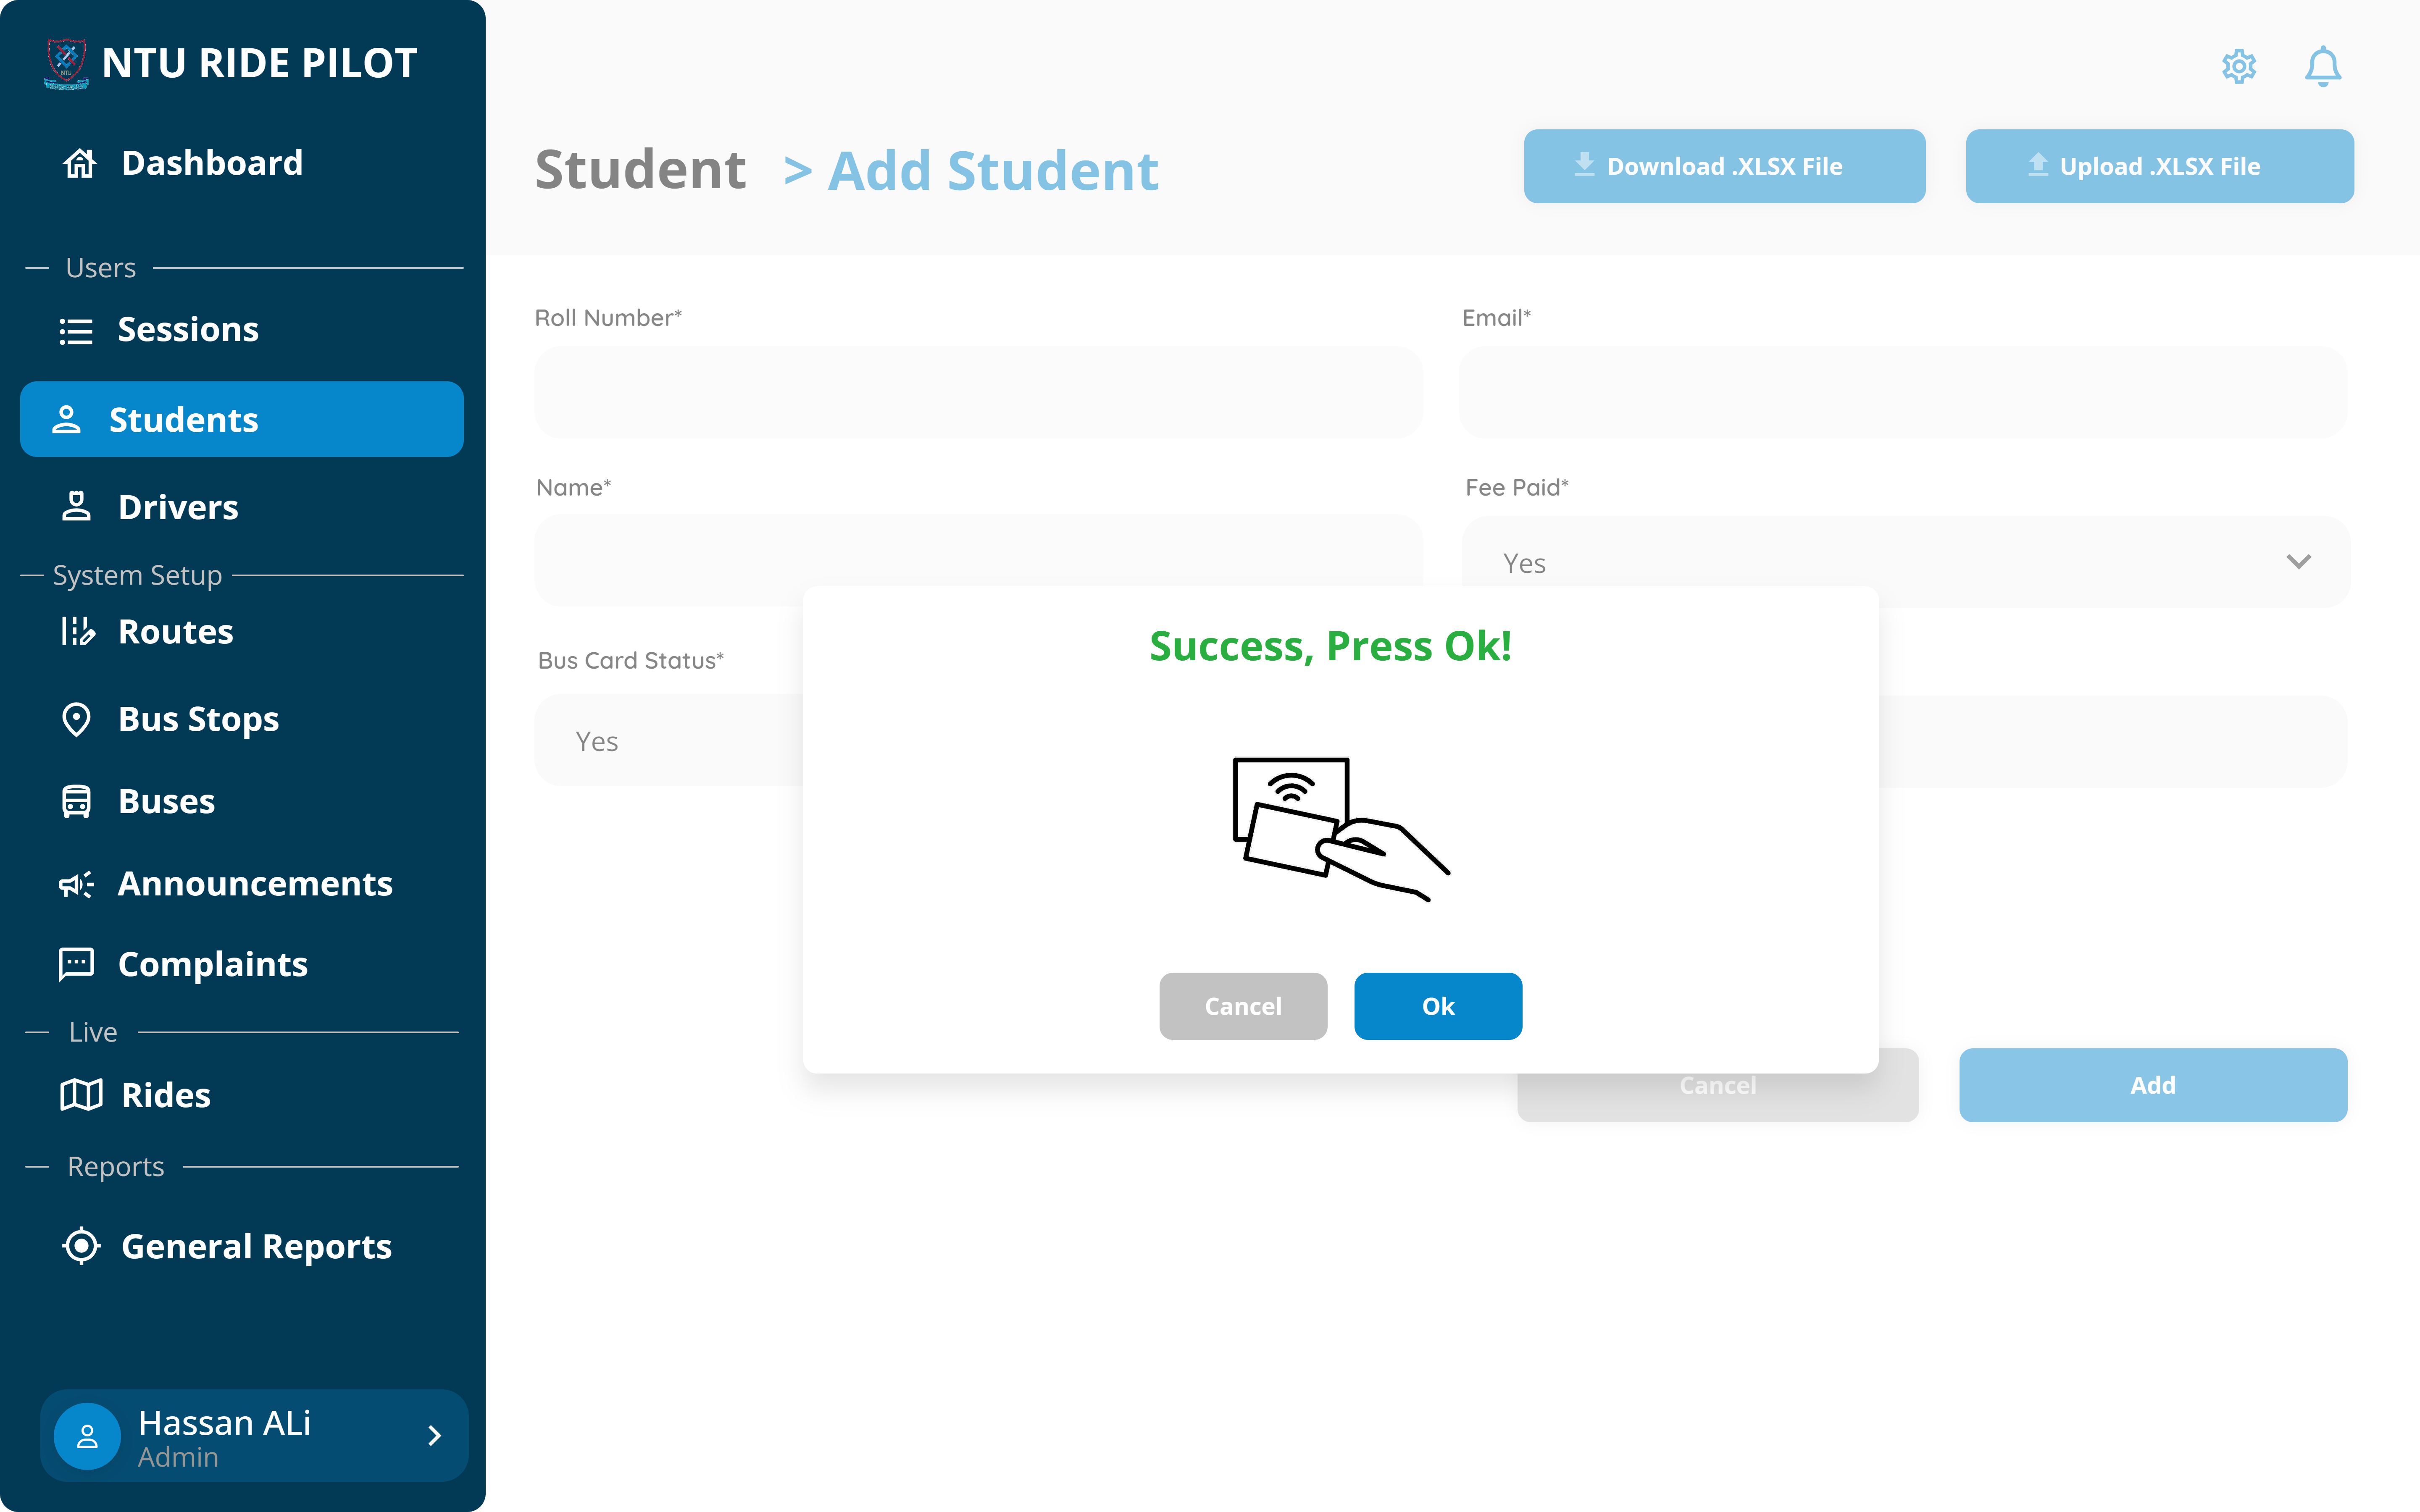 NTU RIDE PILOT
Dashboard
Users
Sessions
Students
Drivers
System Setup
Routes
Bus Stops
Buses
Announcements
Complaints
Live
Rides
Reports
General Reports
Hassan ALi
Admin
Student > Add Student
Download .XLSX File
Upload .XLSX File
Roll Number*
Email*
Name*
Fee Paid*
Yes
Bus Card Status*
Yes
Success, Press Ok!
Cancel
Ok
Cancel
Add
NTU